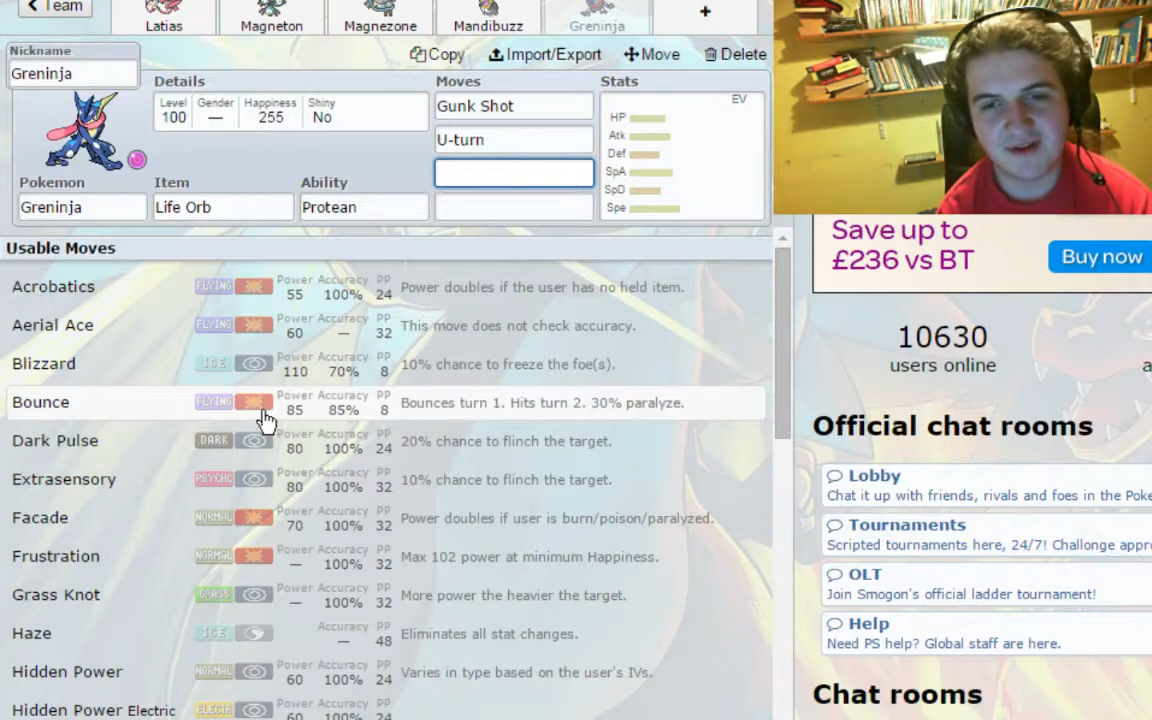 < Team
Latias Magneton Magnezone Mandibuzz Greninja +
Nickname
Greninja
Copy Import/Export Move Delete
Details
Level Gender Happiness Shiny
100 — 255 No
Moves
Gunk Shot
U-turn
Stats
EV
HP
Atk
Def
SpA
SpD
Spe
Pokemon Item Ability
Greninja Life Orb Protean
Usable Moves
Acrobatics FLYING Power 55 Accuracy 100% PP 24 Power doubles if the user has no held item.
Aerial Ace FLYING Power 60 Accuracy — PP 32 This move does not check accuracy.
Blizzard ICE Power 110 Accuracy 70% PP 8 10% chance to freeze the foe(s).
Bounce FLYING Power 85 Accuracy 85% PP 8 Bounces turn 1. Hits turn 2. 30% paralyze.
Dark Pulse DARK Power 80 Accuracy 100% PP 24 20% chance to flinch the target.
Extrasensory PSYCHC Power 80 Accuracy 100% PP 32 10% chance to flinch the target.
Facade NORMAL Power 70 Accuracy 100% PP 32 Power doubles if user is burn/poison/paralyzed.
Frustration NORMAL Power — Accuracy 100% PP 32 Max 102 power at minimum Happiness.
Grass Knot GRASS Power — Accuracy 100% PP 32 More power the heavier the target.
Haze ICE Accuracy — PP 48 Eliminates all stat changes.
Hidden Power NORMAL Power 60 Accuracy 100% PP 24 Varies in type based on the user's IVs.
Hidden Power Electric ELECTR Power 60 Accuracy 100% PP 24
Save up to
£236 vs BT
Buy now
10630
users online
Official chat rooms
Lobby
Chat it up with friends, rivals and foes in the Poke
Tournaments
Scripted tournaments here, 24/7! Challonge appro
OLT
Join Smogon's official ladder tournament!
Help
Need PS help? Global staff are here.
Chat rooms